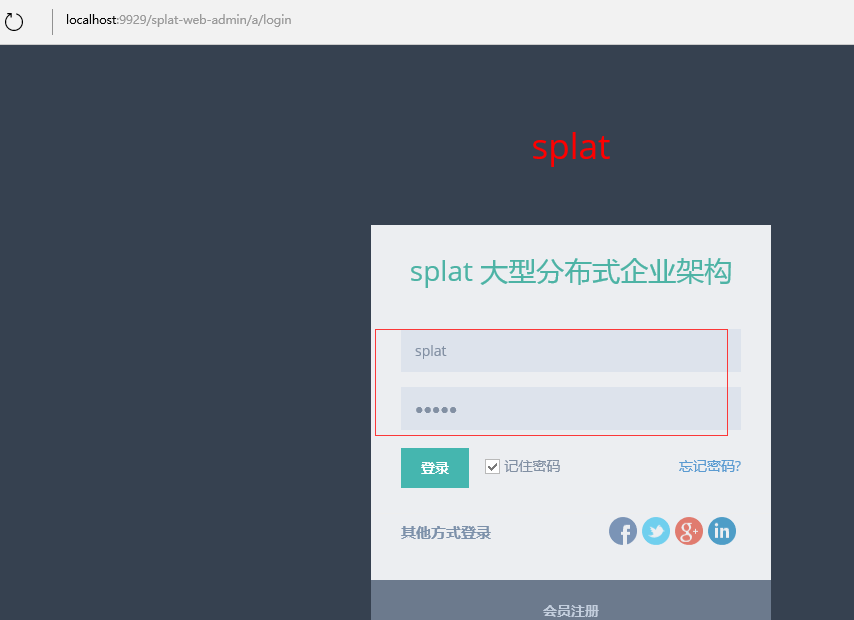 localhost:9929/splat-web-admin/a/login
splat
splat 大型分布式企业架构
splat
●●●●●
登录 记住密码 忘记密码?
其他方式登录 f g+ in
会员注册